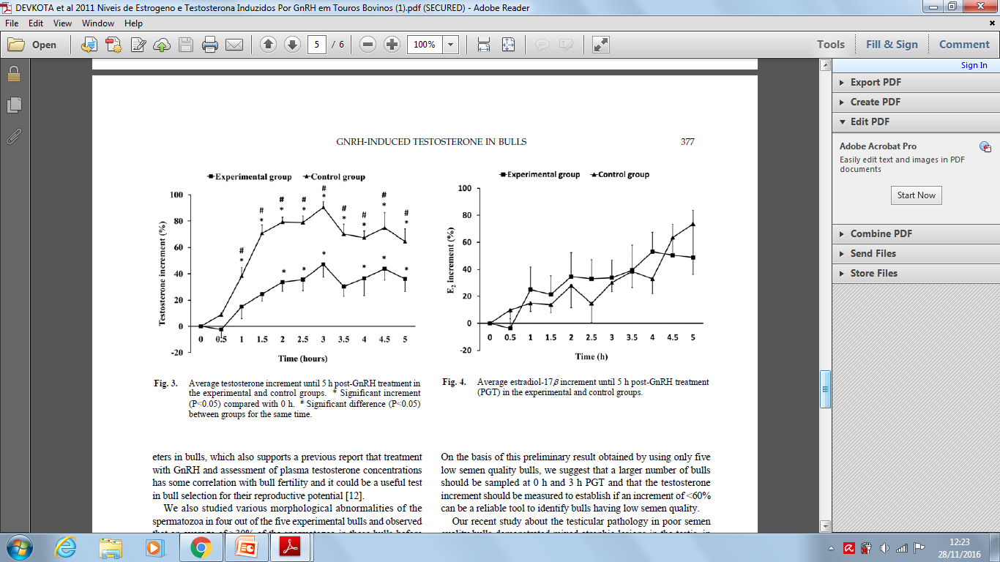 DEVKOTA et al 2011 Niveis de Estrogeno e Testosterona Induzidos Por GnRH em Touros Bovinos (1).pdf (SECURED) - Adobe Reader
File Edit View Window Help
Open 5 / 6 100% Tools Fill & Sign Comment
Sign In
Export PDF
Create PDF
Edit PDF
Adobe Acrobat Pro
Easily edit text and images in PDF
documents
Start Now
Combine PDF
Send Files
Store Files
GNRH-INDUCED TESTOSTERONE IN BULLS 377
Experimental group Control group
Testosterone increment (%)
100
80
60
40
20
0
-20
# # # # # # # # #
* * * * * * * * *
* * * * * *
0 0.5 1 1.5 2 2.5 3 3.5 4 4.5 5
Time (hours)
Fig. 3. Average testosterone increment until 5 h post-GnRH treatment in
the experimental and control groups. * Significant increment
(P<0.05) compared with 0 h. # Significant difference (P<0.05)
between groups for the same time.
Experimental group Control group
E2 increment (%)
100
80
60
40
20
0
-20
0 0.5 1 1.5 2 2.5 3 3.5 4 4.5 5
Time (h)
Fig. 4. Average estradiol-17β increment until 5 h post-GnRH treatment
(PGT) in the experimental and control groups.
eters in bulls, which also supports a previous report that treatment
with GnRH and assessment of plasma testosterone concentrations
has some correlation with bull fertility and it could be a useful test
in bull selection for their reproductive potential [12].
We also studied various morphological abnormalities of the
spermatozoa in four out of the five experimental bulls and observed
On the basis of this preliminary result obtained by using only five
low semen quality bulls, we suggest that a larger number of bulls
should be sampled at 0 h and 3 h PGT and that the testosterone
increment should be measured to establish if an increment of <60%
can be a reliable tool to identify bulls having low semen quality.
Our recent study about the testicular pathology in poor semen
12:23
28/11/2016